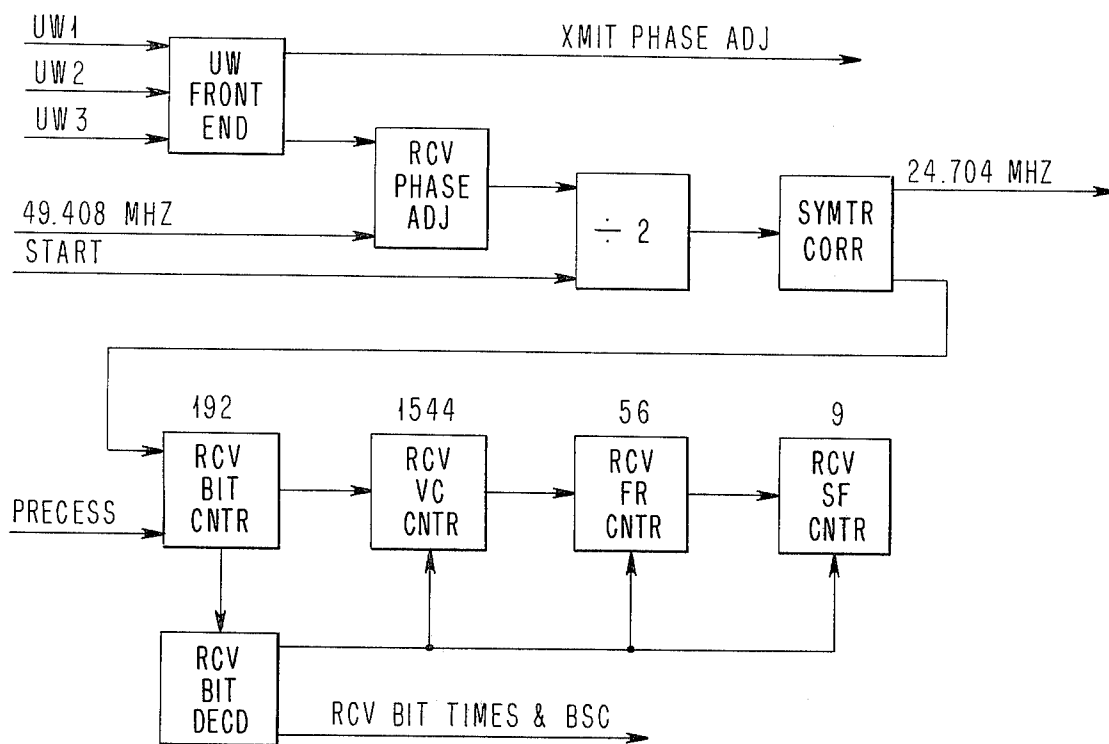 UW1
UW2
UW3
UW
FRONT
END
XMIT PHASE ADJ
RCV
PHASE
ADJ
49.408 MHZ
START
÷ 2
SYMTR
CORR
24.704 MHZ
192
RCV
BIT
CNTR
1544
RCV
VC
CNTR
56
RCV
FR
CNTR
9
RCV
SF
CNTR
PRECESS
RCV
BIT
DECD
RCV BIT TIMES & BSC